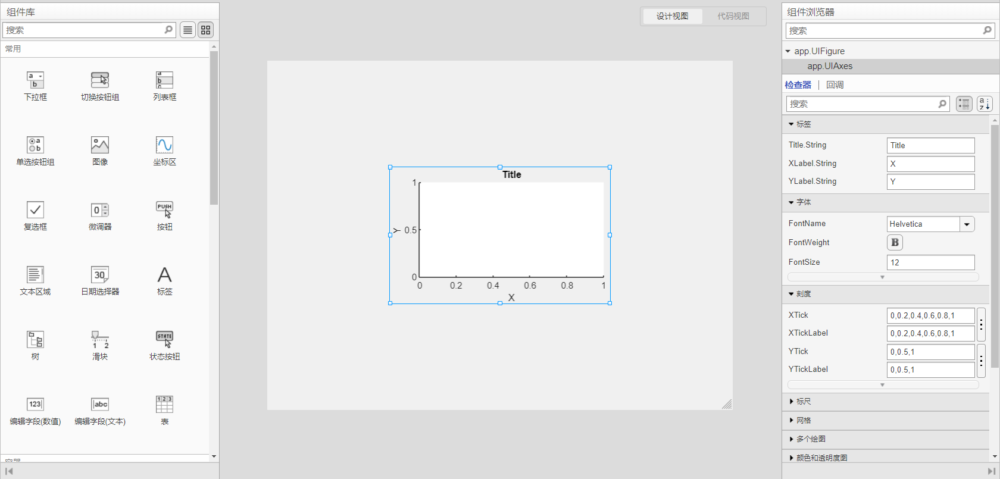 组件库
搜索
常用
下拉框
切换按钮组
列表框
单选按钮组
图像
坐标区
复选框
微调器
按钮
文本区域
日期选择器
标签
树
滑块
状态按钮
编辑字段(数值)
编辑字段(文本)
表
设计视图
代码视图
Title
1
0.5
0
Y
0
0.2
0.4
0.6
0.8
1
X
组件浏览器
搜索
app.UIFigure
app.UIAxes
检查器 | 回调
搜索
标签
Title.String Title
XLabel.String X
YLabel.String Y
字体
FontName Helvetica
FontWeight B
FontSize 12
刻度
XTick 0,0.2,0.4,0.6,0.8,1
XTickLabel 0,0.2,0.4,0.6,0.8,1
YTick 0,0.5,1
YTickLabel 0,0.5,1
标尺
网格
多个绘图
颜色和透明度图